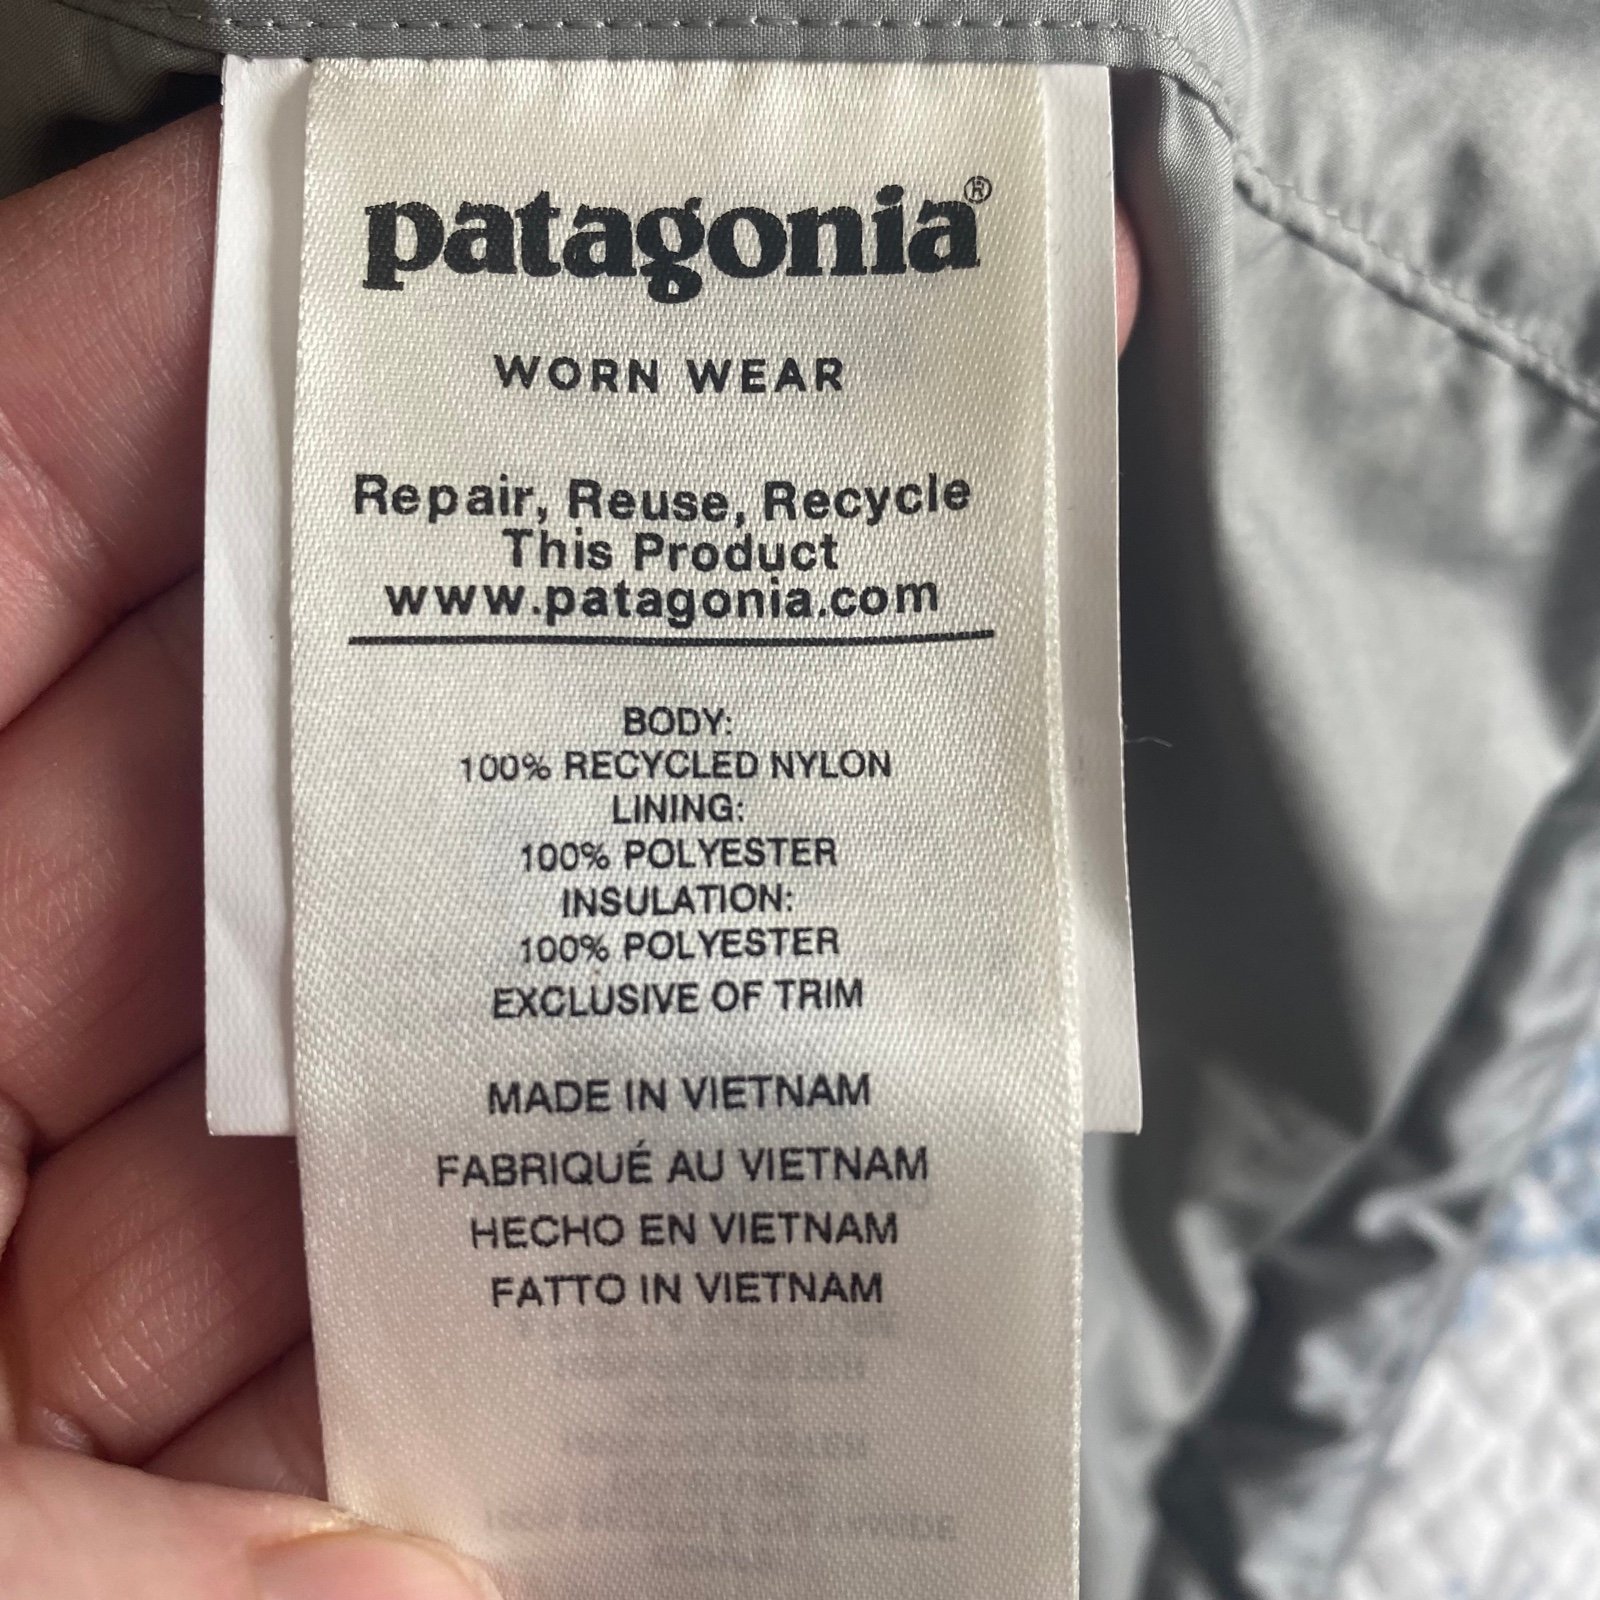 patagonia®
WORN WEAR
Repair, Reuse, Recycle
This Product
www.patagonia.com
BODY:
100% RECYCLED NYLON
LINING:
100% POLYESTER
INSULATION:
100% POLYESTER
EXCLUSIVE OF TRIM
MADE IN VIETNAM
FABRIQUÉ AU VIETNAM
HECHO EN VIETNAM
FATTO IN VIETNAM